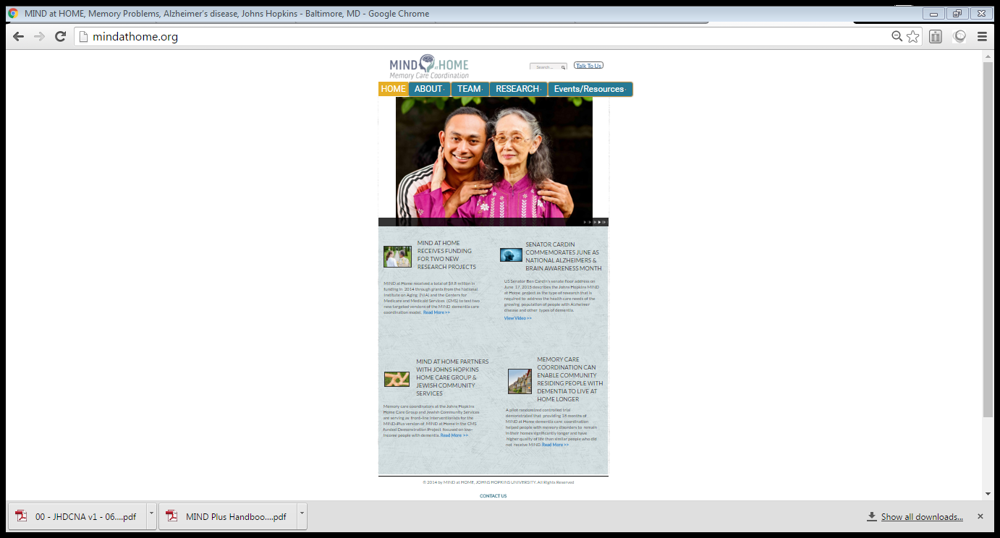 MIND at HOME, Memory Problems, Alzheimer's disease, Johns Hopkins - Baltimore, MD - Google Chrome
mindathome.org
MIND at HOME
Memory Care Coordination
Search...
Talk To Us
HOME ABOUT TEAM RESEARCH Events/Resources
MIND AT HOME
RECEIVES FUNDING
FOR TWO NEW
RESEARCH PROJECTS
MIND at Home received a total of $9.8 million in
funding in 2014 through grants from the National
Institute on Aging (NIA) and the Centers for
Medicare and Medicaid Services (CMS) to test two
new targeted versions of the MIND dementia care
coordination model. Read More >>
SENATOR CARDIN
COMMEMORATES JUNE AS
NATIONAL ALZHEIMERS &
BRAIN AWARENESS MONTH
US Senator Ben Cardin's senate floor address on
June 17, 2015 describes the Johns Hopkins MIND
at Home project as the type of research that is
required to address the health care needs of the
growing population of people with Alzheimer
disease and other types of dementia.
View Video >>
MIND AT HOME PARTNERS
WITH JOHNS HOPKINS
HOME CARE GROUP &
JEWISH COMMUNITY
SERVICES
Memory care coordinators at the Johns Hopkins
Home Care Group and Jewish Community Services
are serving as front-line interventionists for the
MIND-Plus version of MIND at Home in the CMS
funded Demonstration Project focused on low-
income people with dementia. Read More >>
MEMORY CARE
COORDINATION CAN
ENABLE COMMUNITY
RESIDING PEOPLE WITH
DEMENTIA TO LIVE AT
HOME LONGER
A pilot randomized controlled trial
demonstrated that providing 18 months of
MIND at Home dementia care coordination
helped people with memory disorders to remain
in their homes significantly longer and have
higher quality of life than similar people who did
not receive MIND. Read More >>
© 2014 by MIND at HOME, JOHNS HOPKINS UNIVERSITY. All Rights Reserved
CONTACT US
00 - JHDCNA v1 - 06....pdf
MIND Plus Handboo....pdf
Show all downloads...